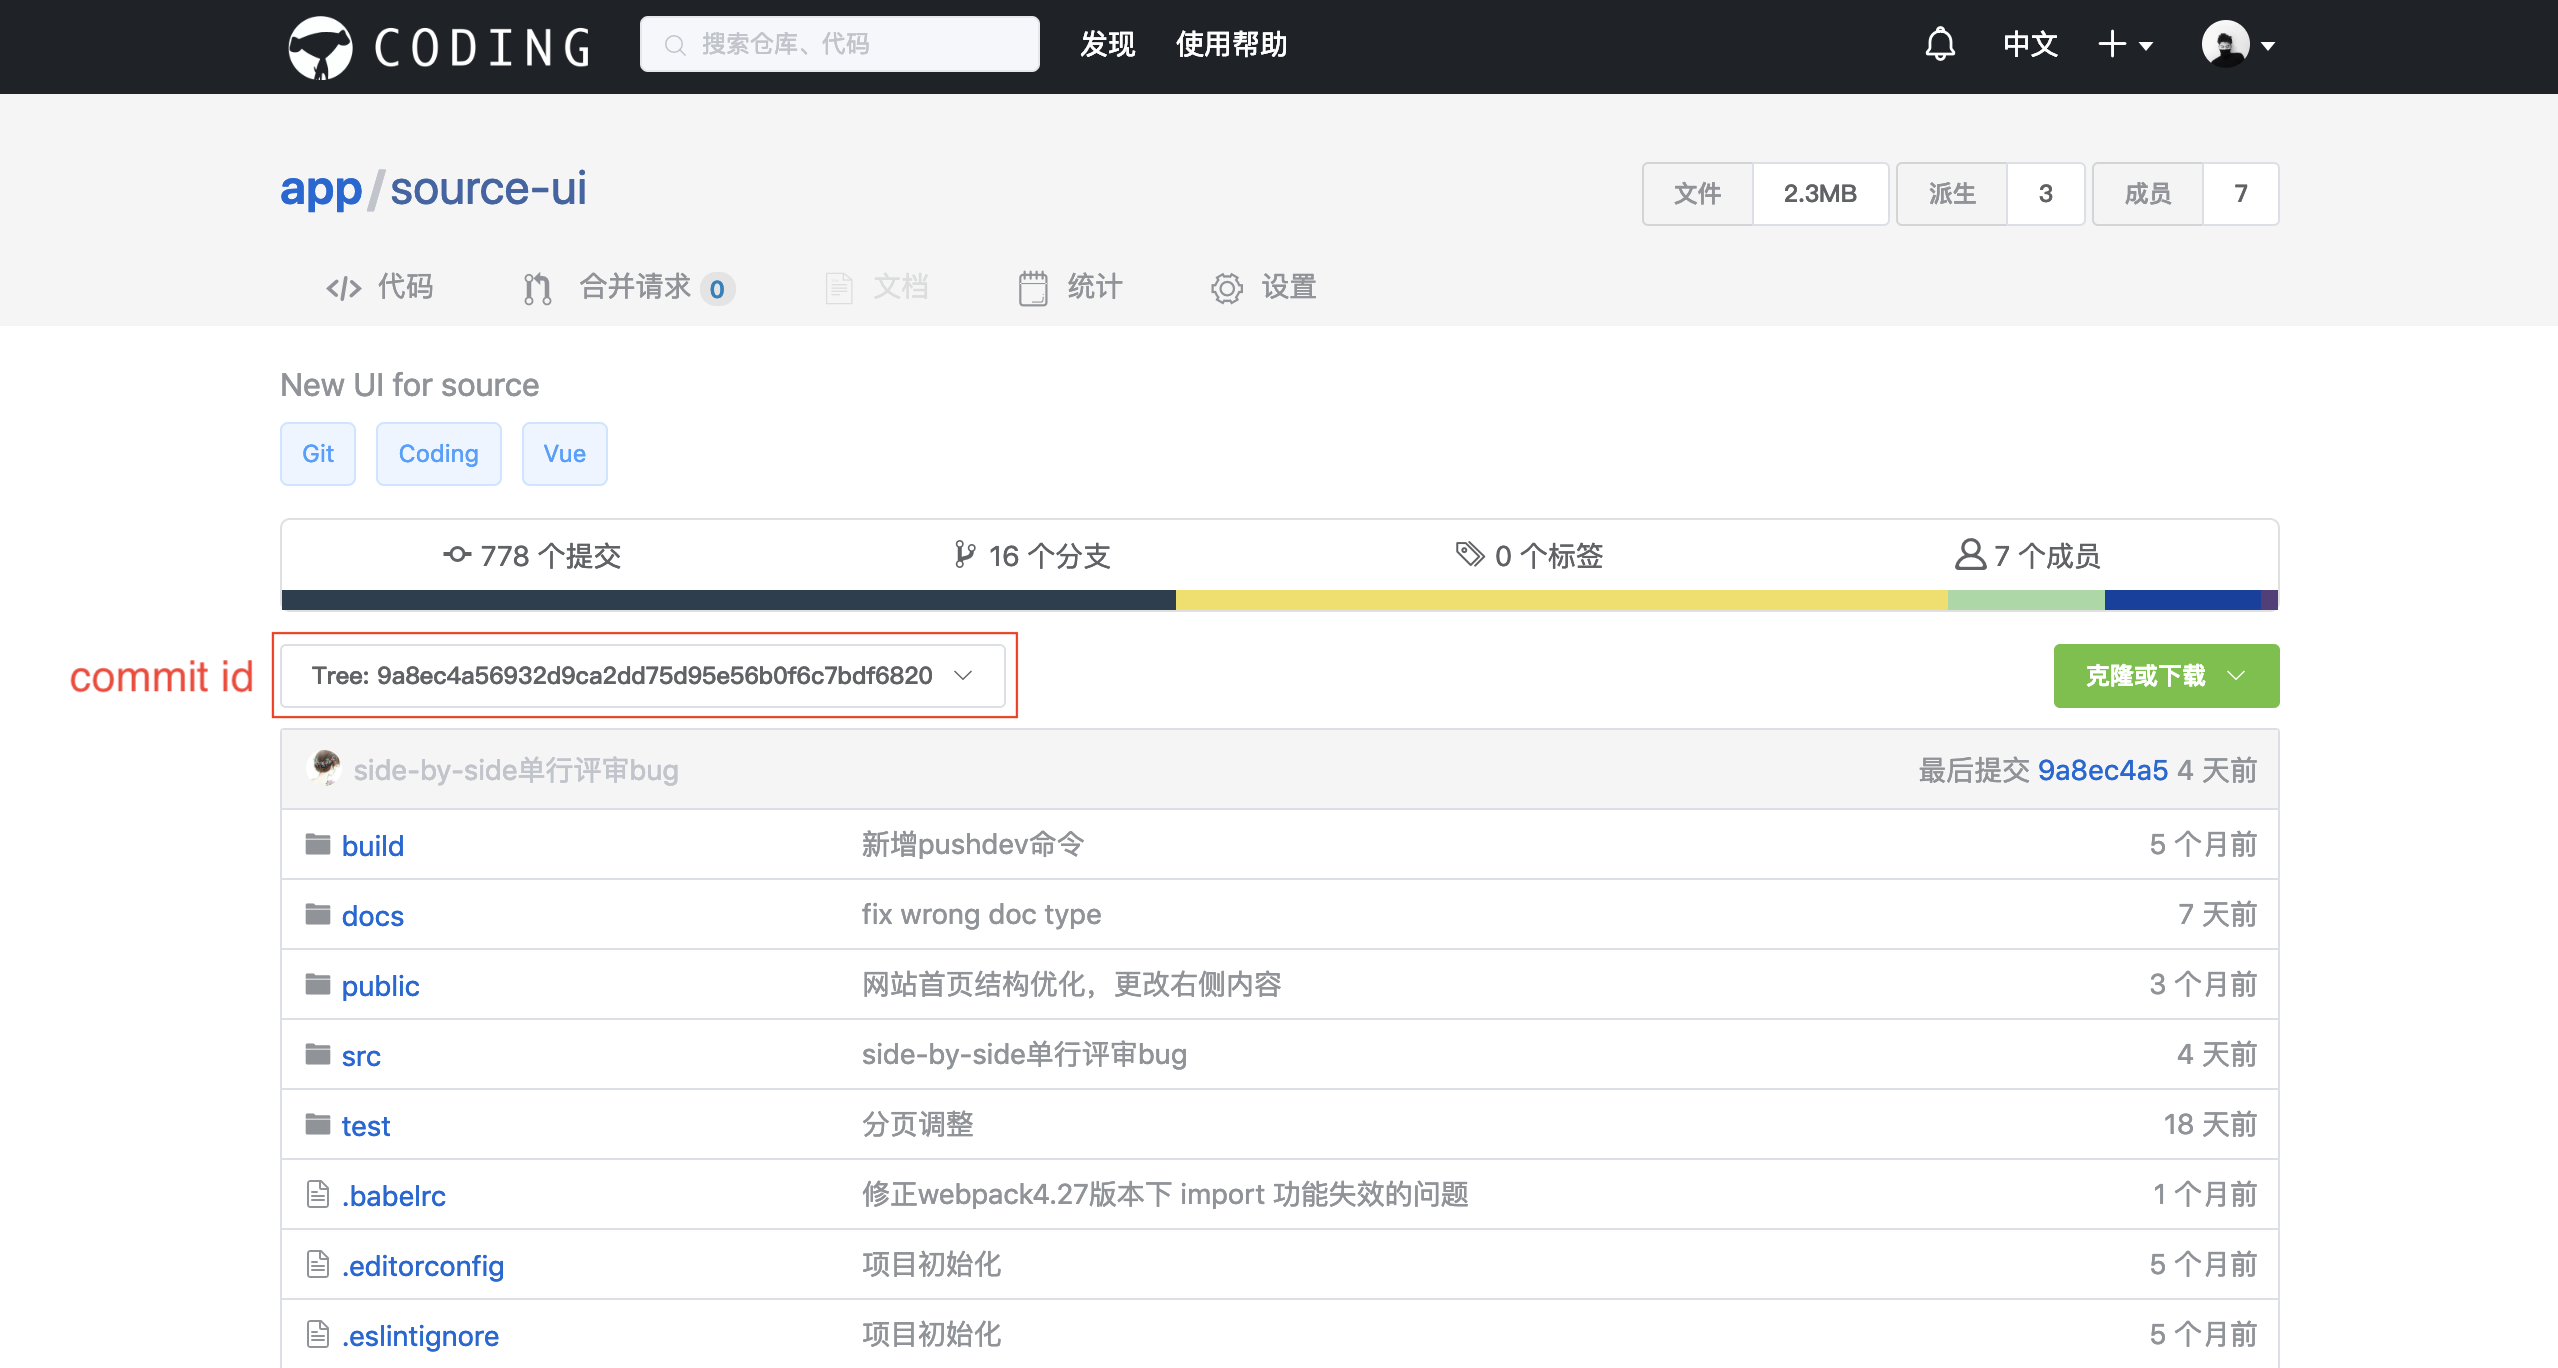 CODING 搜索仓库、代码 发现 使用帮助 中文
app/source-ui 文件 2.3MB 派生 3 成员 7
代码 合并请求 0 文档 统计 设置
New UI for source
Git Coding Vue
778 个提交 16 个分支 0 个标签 7 个成员
commit id Tree: 9a8ec4a56932d9ca2dd75d95e56b0f6c7bdf6820 克隆或下载
side-by-side单行评审bug 最后提交 9a8ec4a5 4 天前
build 新增pushdev命令 5 个月前
docs fix wrong doc type 7 天前
public 网站首页结构优化，更改右侧内容 3 个月前
src side-by-side单行评审bug 4 天前
test 分页调整 18 天前
.babelrc 修正webpack4.27版本下 import 功能失效的问题 1 个月前
.editorconfig 项目初始化 5 个月前
.eslintignore 项目初始化 5 个月前